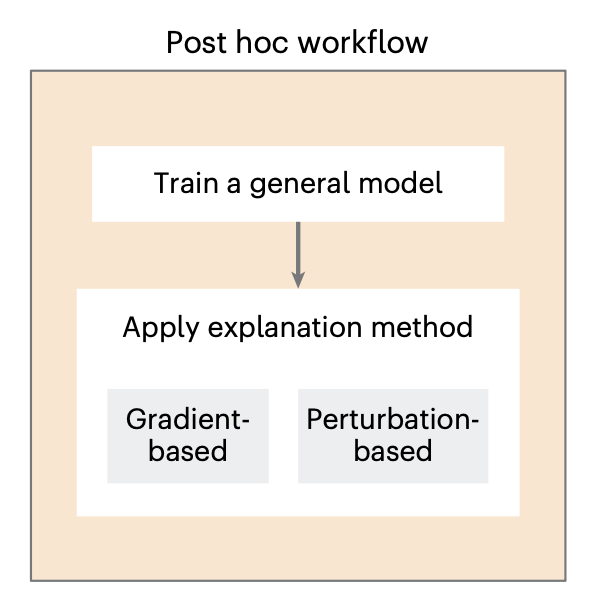 Post hoc workflow
Train a general model
Apply explanation method
Gradient-
based
Perturbation-
based